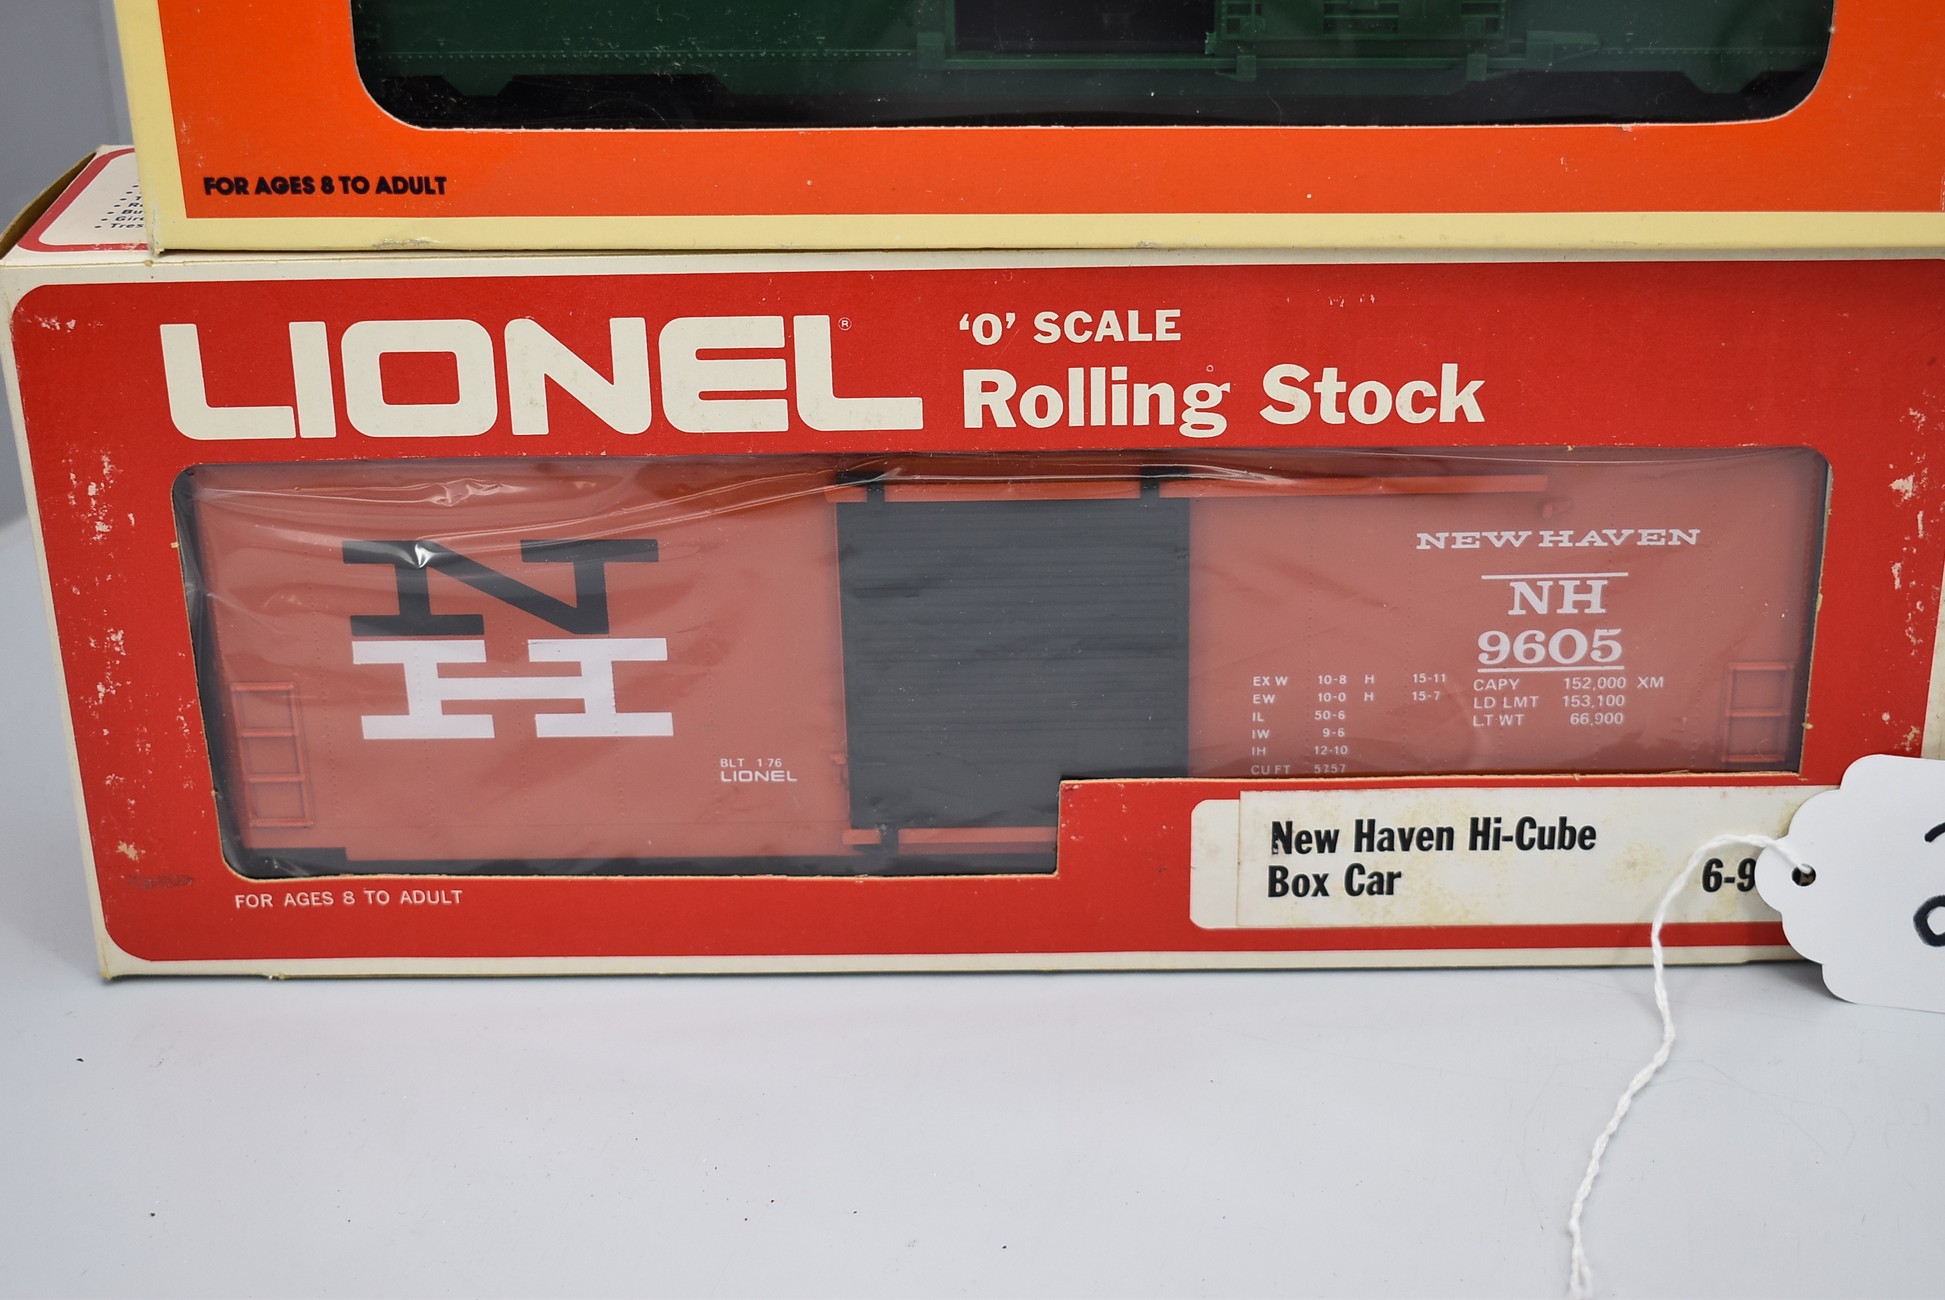 FOR AGES 8 TO ADULT
LIONEL®
'O' SCALE
Rolling Stock
NH
BLT 1 76
LIONEL
NEW HAVEN
NH
9605
EX W 10-8 H 15-11
EW 10-0 H 15-7
IL 50-6
IW 9-6
IH 12-10
CU FT 5757
CAPY 152,000 XM
LD LMT 153,100
LT WT 66,900
New Haven Hi-Cube
Box Car
6-9
FOR AGES 8 TO ADULT